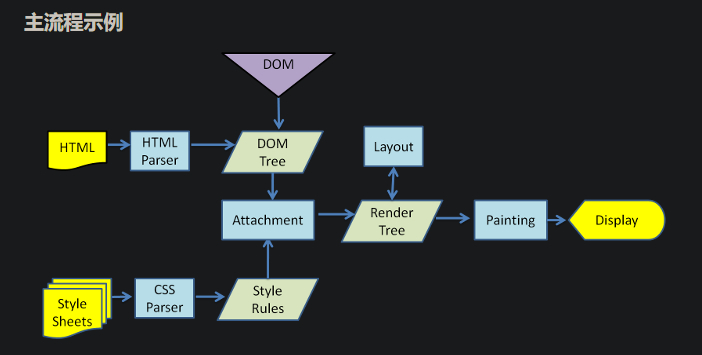 主流程示例
DOM
HTML
HTML
Parser
DOM
Tree
Layout
Attachment
Render
Tree
Painting
Display
Style
Sheets
CSS
Parser
Style
Rules